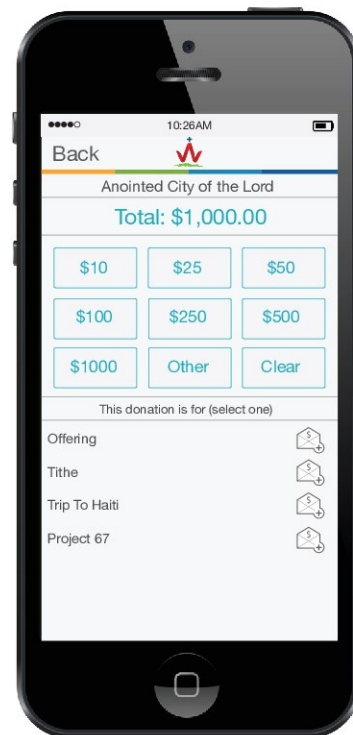 10:26AM
Back
Anointed City of the Lord
Total: $1,000.00
$10 $25 $50
$100 $250 $500
$1000 Other Clear
This donation is for (select one)
Offering
Tithe
Trip To Haiti
Project 67